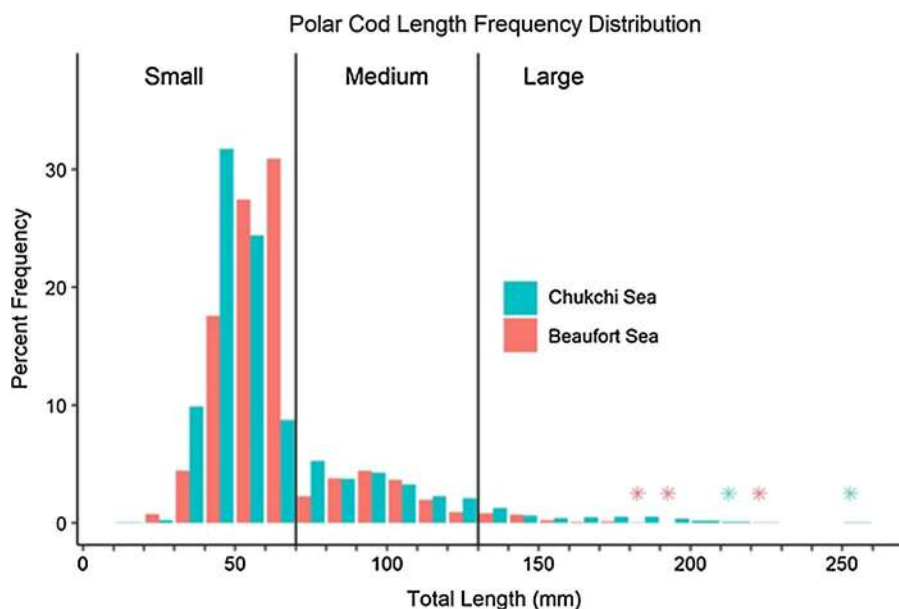 Polar Cod Length Frequency Distribution
Small Medium Large
30
20
10
0
Percent Frequency
Chukchi Sea
Beaufort Sea
0 50 100 150 200 250
Total Length (mm)